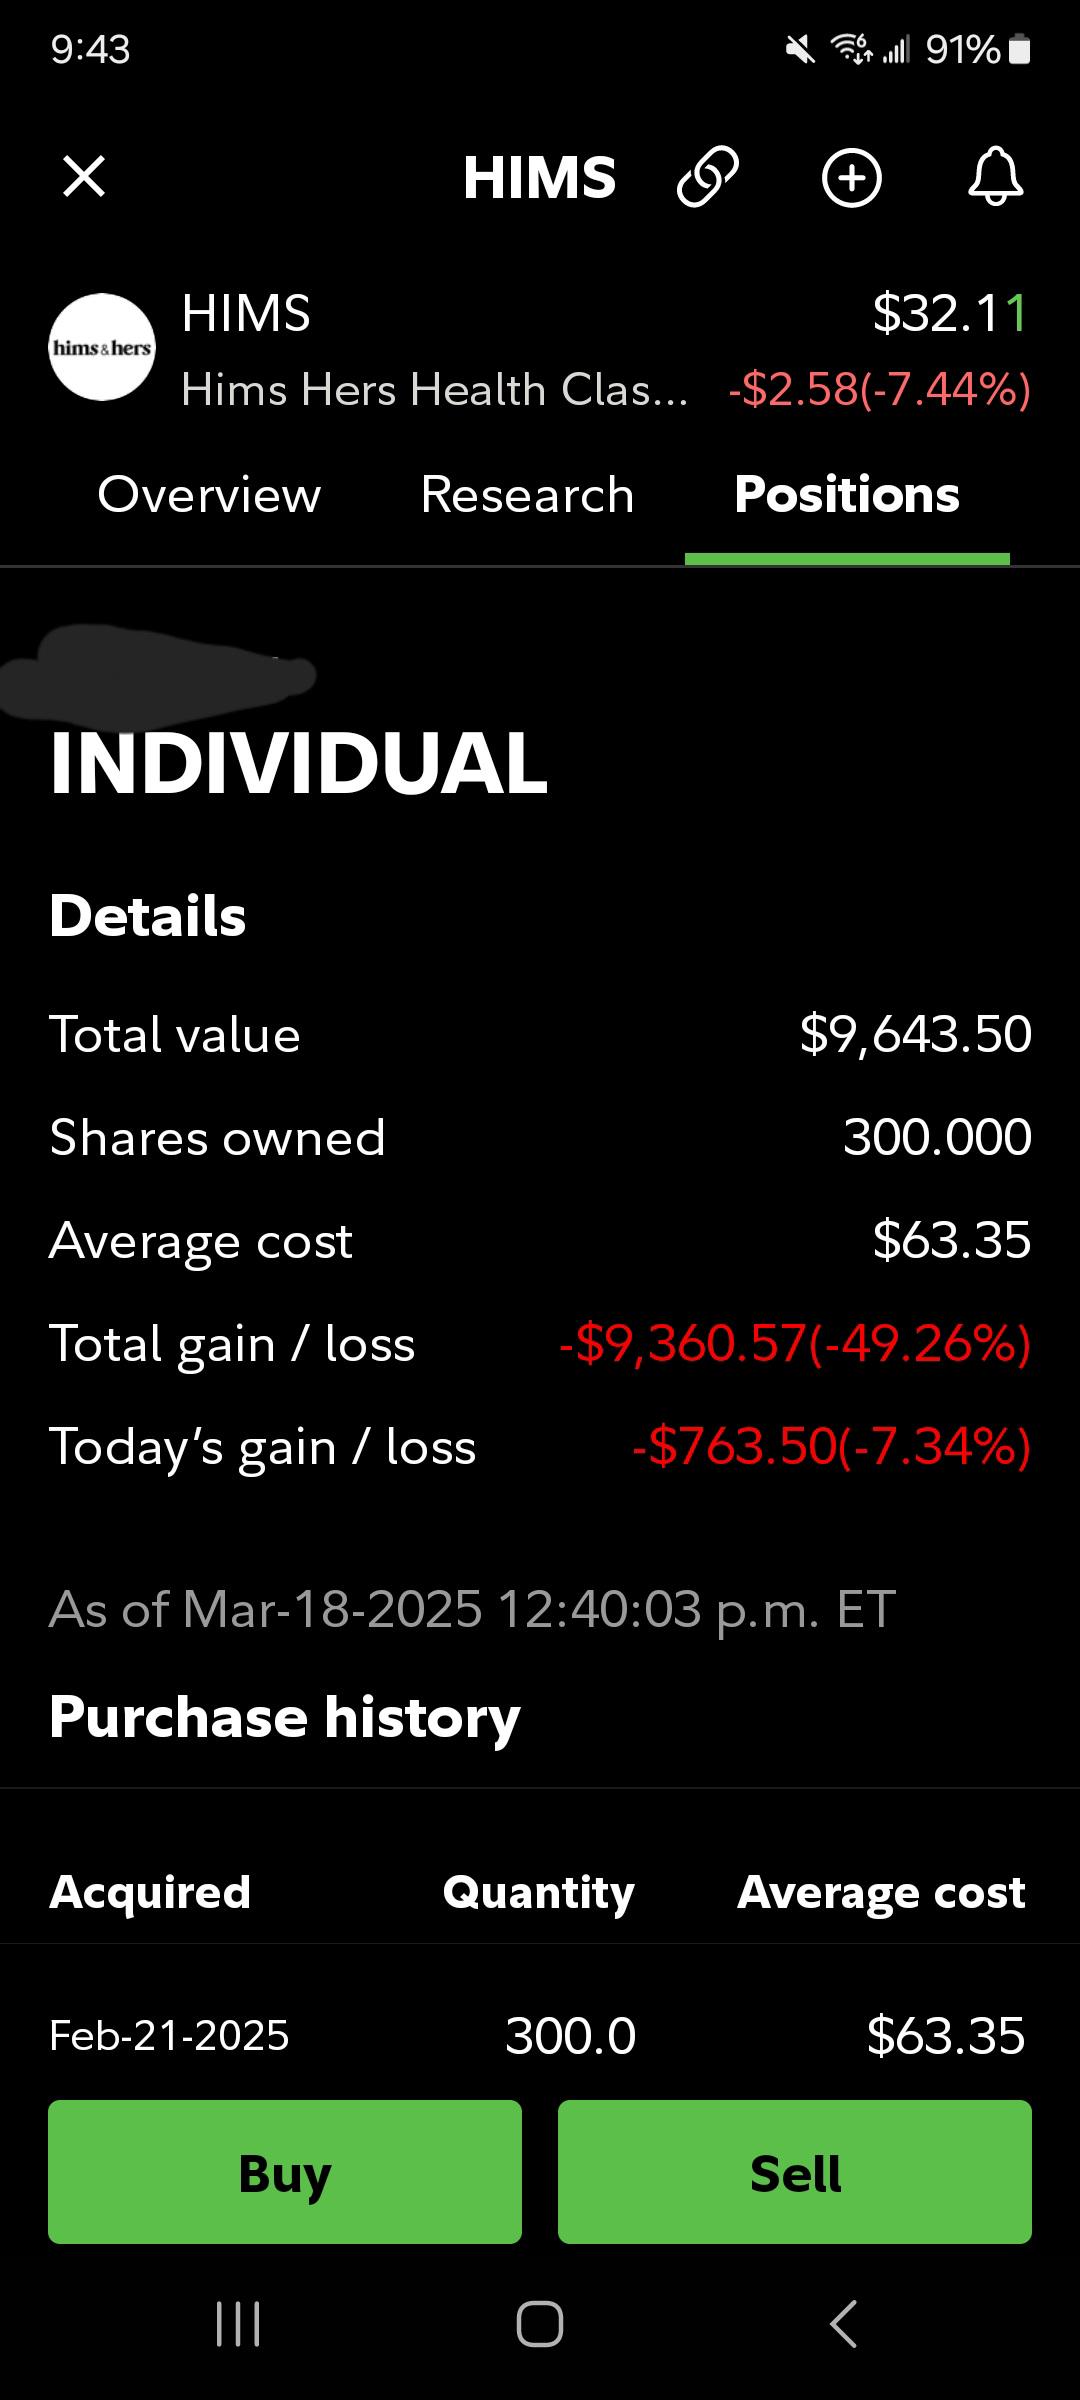 9:43 6 91%
HIMS
hims&hers HIMS $32.11
Hims Hers Health Clas... -$2.58(-7.44%)
Overview Research Positions
INDIVIDUAL
Details
Total value $9,643.50
Shares owned 300.000
Average cost $63.35
Total gain / loss -$9,360.57(-49.26%)
Today’s gain / loss -$763.50(-7.34%)
As of Mar-18-2025 12:40:03 p.m. ET
Purchase history
Acquired Quantity Average cost
Feb-21-2025 300.0 $63.35
Buy Sell